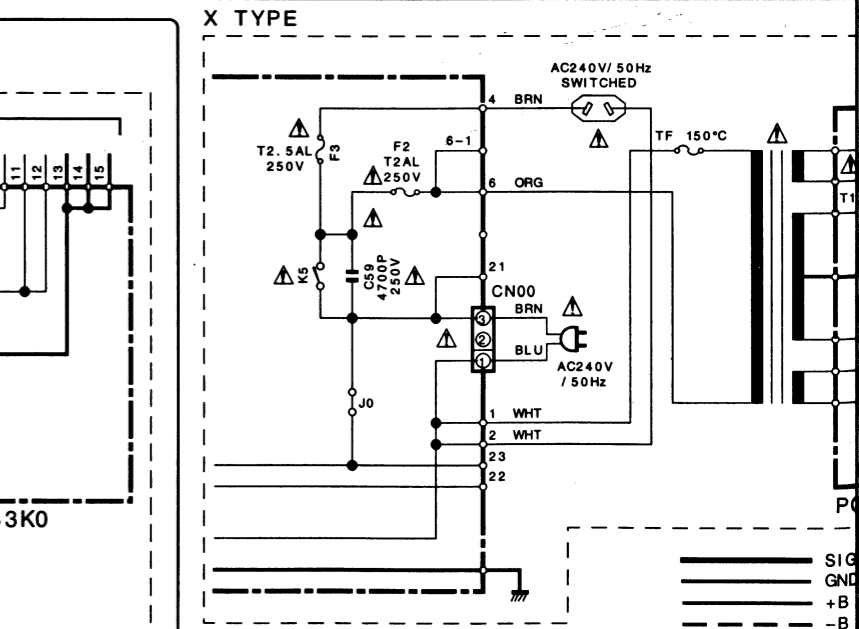 X TYPE
AC240V/50Hz
SWITCHED
4 BRN
T2.5AL
250V
F3
F2
T2AL
250V
6-1
6 ORG
TF 150°C
11
12
13
14
15
T1
K5
C59
4700P
250V
21
CN00
BRN
3
2
1
BLU
AC240V
/50Hz
J0
1 WHT
2 WHT
23
22
3K0
SIG
GND
+B
-B